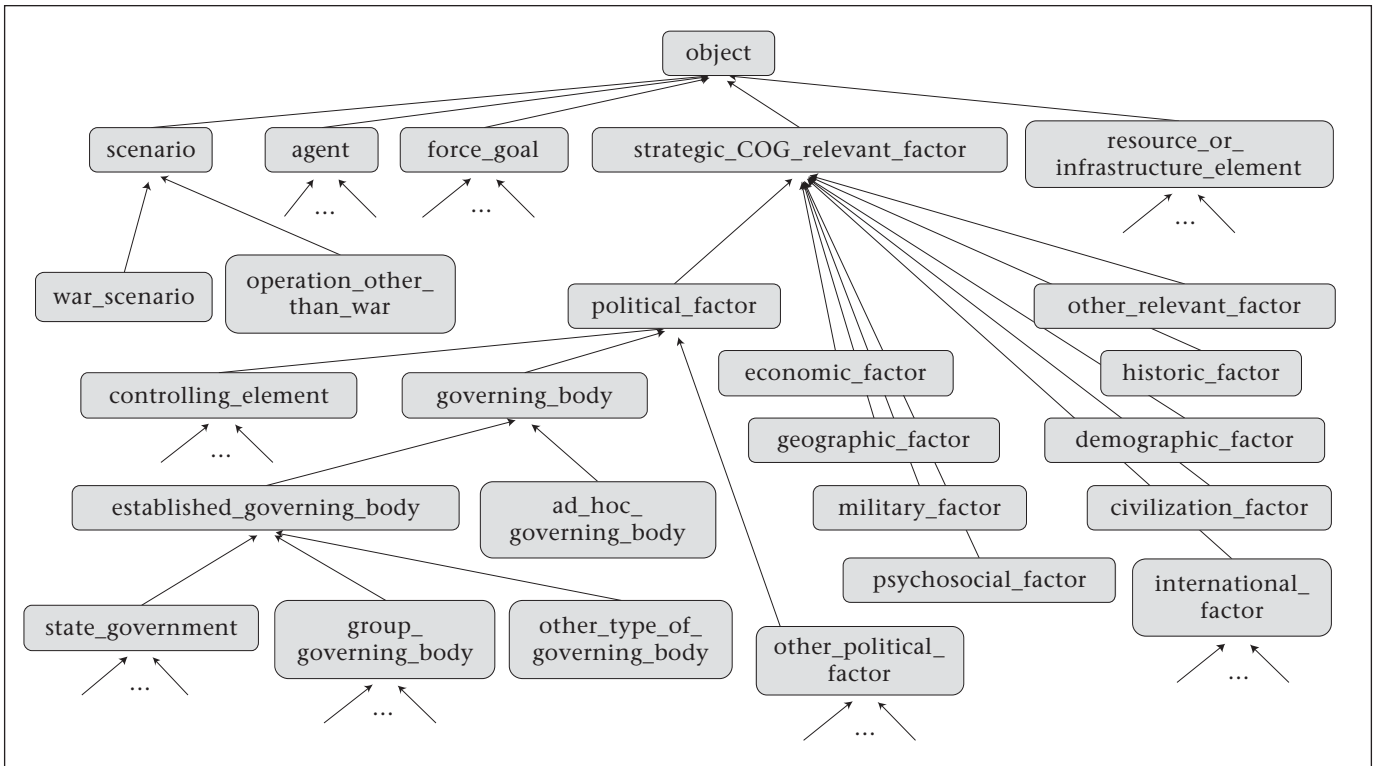 object
scenario
agent
force_goal
strategic_COG_relevant_factor
resource_or_
infrastructure_element
...
...
...
war_scenario
operation_other_
than_war
political_factor
other_relevant_factor
economic_factor
historic_factor
controlling_element
governing_body
geographic_factor
demographic_factor
...
established_governing_body
ad_hoc_
governing_body
military_factor
civilization_factor
psychosocial_factor
international_
factor
state_government
group_
governing_body
other_type_of_
governing_body
other_political_
factor
...
...
...
...